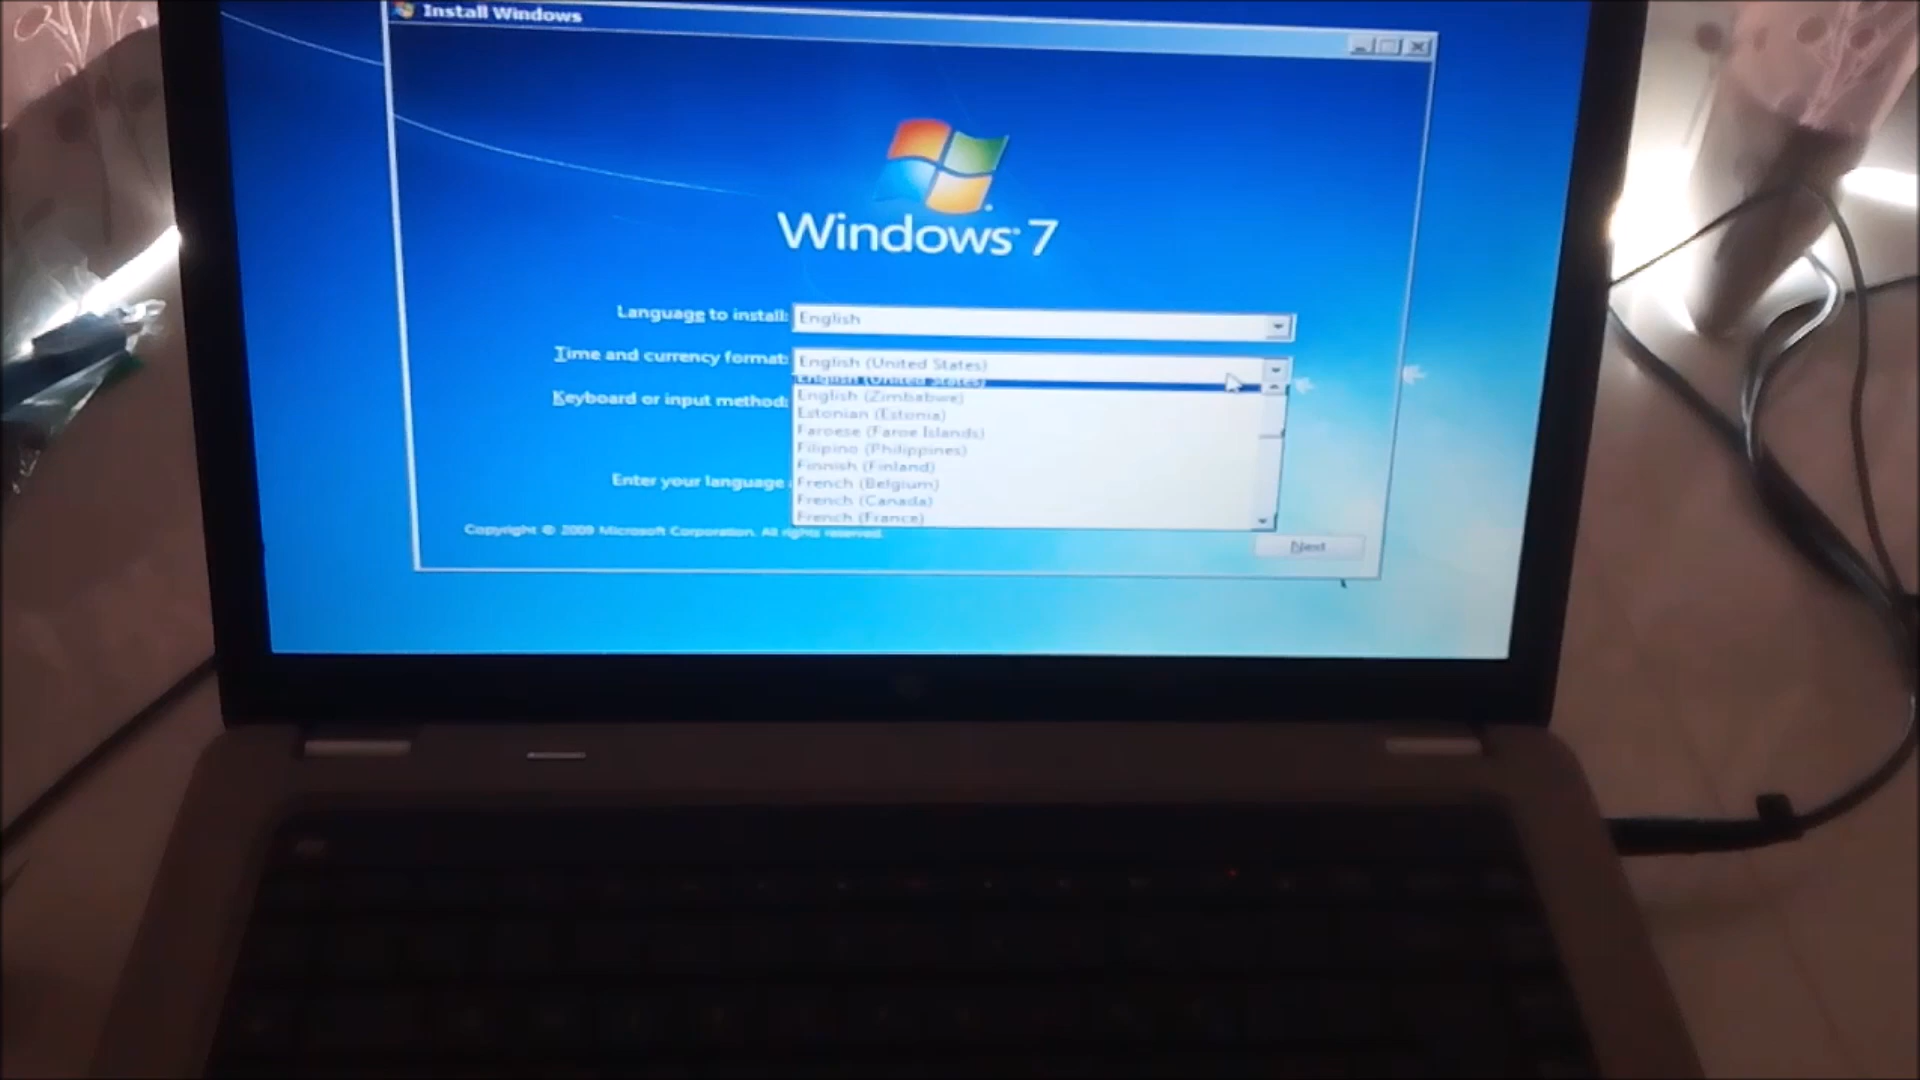 Install Windows
Windows® 7
Language to install: English
Time and currency format: English (United States)
English (United States)
English (Zimbabwe)
Estonian (Estonia)
Faroese (Faroe Islands)
Filipino (Philippines)
Finnish (Finland)
French (Belgium)
French (Canada)
French (France)
Keyboard or input method:
Enter your language
Copyright © 2009 Microsoft Corporation. All rights reserved.
Next